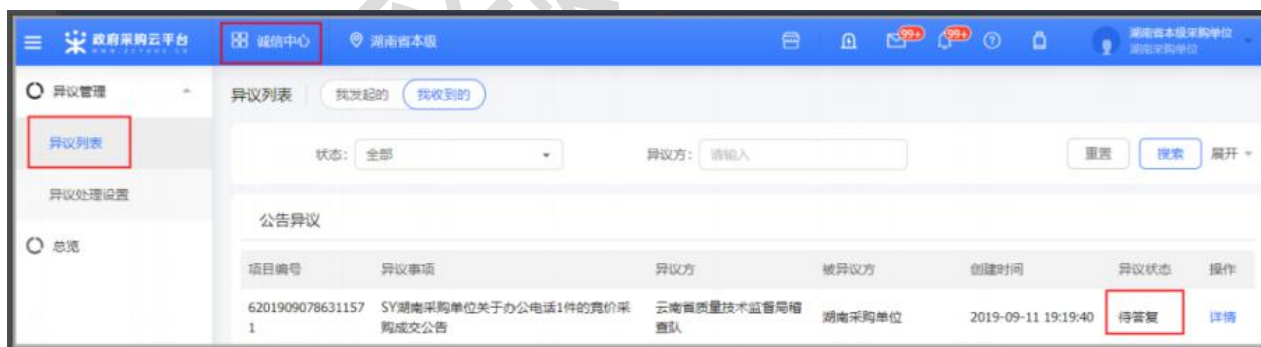 政府采购云平台 诚信中心 湖南省本级 99+ 99+ 湖南省本级采购单位
湖南采购单位
异议管理 异议列表 我发起的 我收到的
异议列表 状态: 全部 异议方: 请输入 重置 搜索 展开
异议处理设置
公告异议
总览
项目编号 异议事项 异议方 被异议方 创建时间 异议状态 操作
6201909078631157 SY湖南采购单位关于办公电话1件的竞价采 云南省质量技术监督局稽 湖南采购单位 2019-09-11 19:19:40 待答复 详情
1 购成交公告 查队